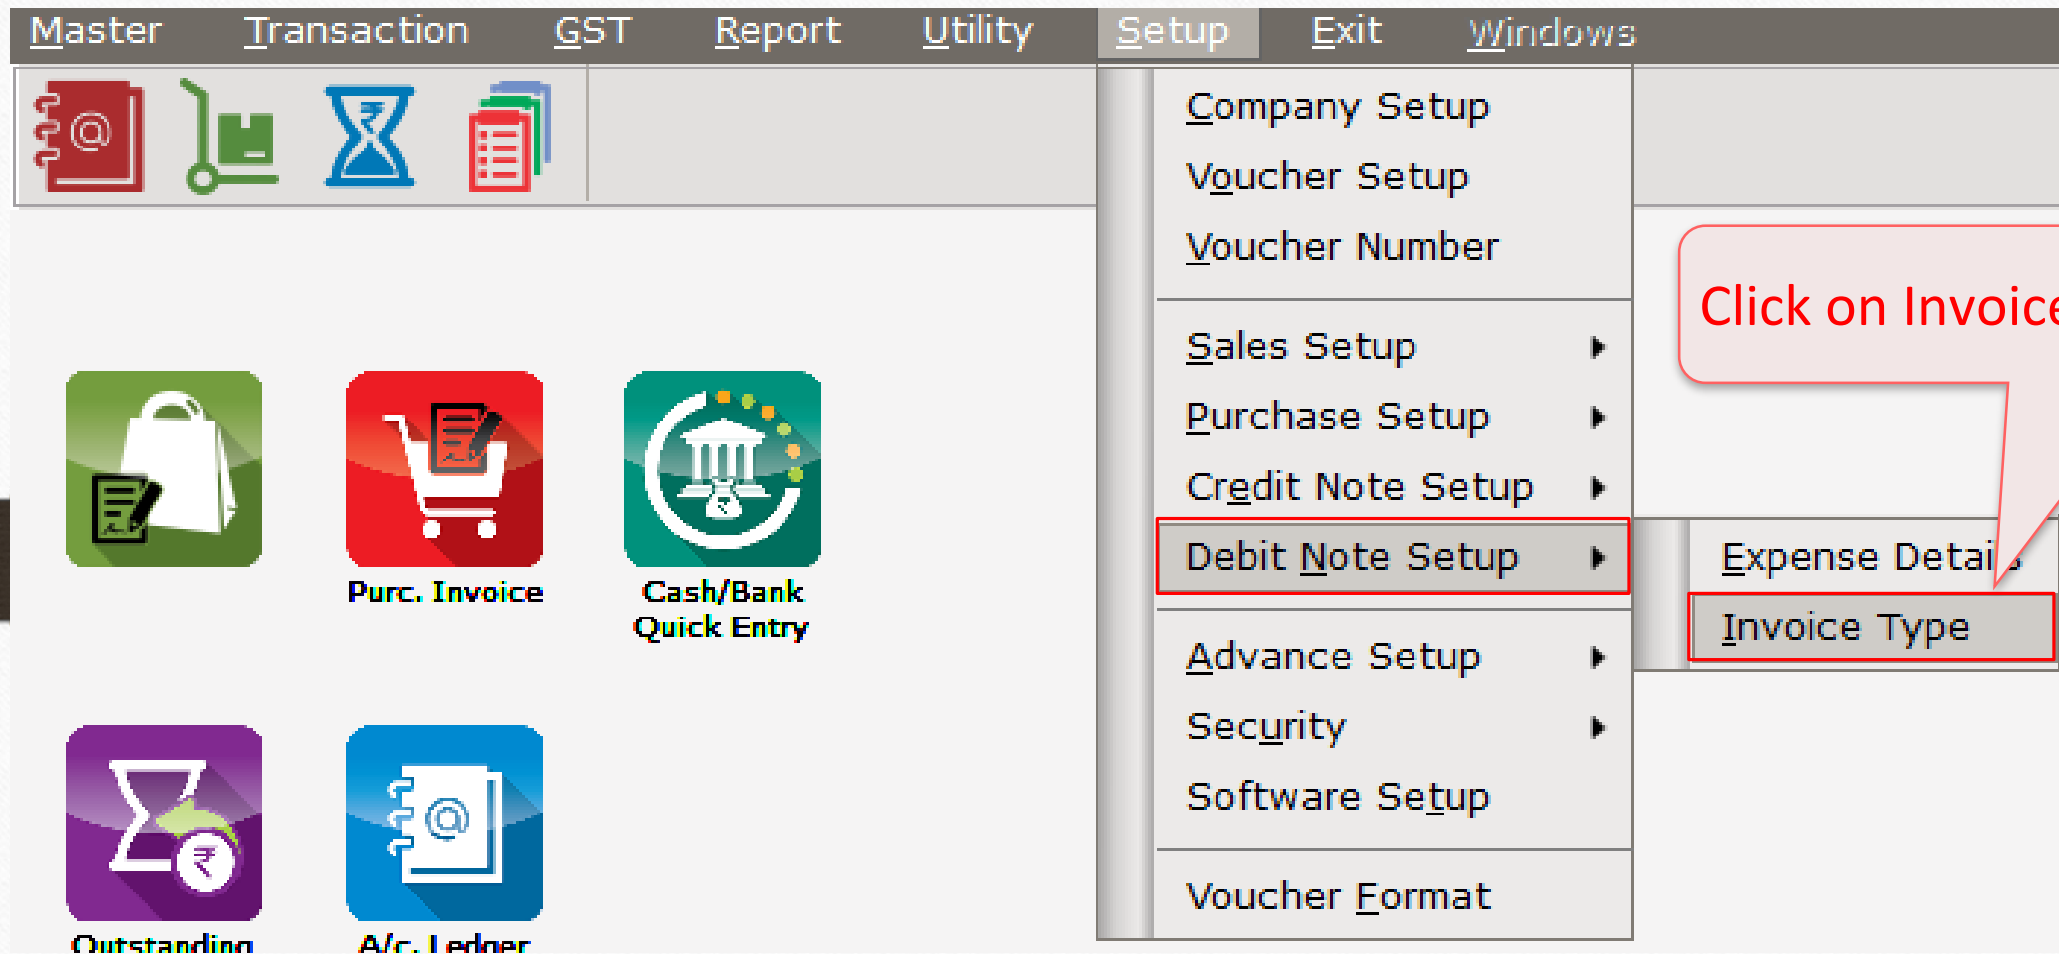 Master Transaction GST Report Utility Setup Exit Windows
Company Setup
Voucher Setup
Voucher Number
Sales Setup
Purchase Setup
Credit Note Setup
Debit Note Setup
Advance Setup
Security
Software Setup
Voucher Format
Click on Invoice
Expense Details
Invoice Type
Purc. Invoice
Cash/Bank
Quick Entry
Outstanding
A/c. Ledger